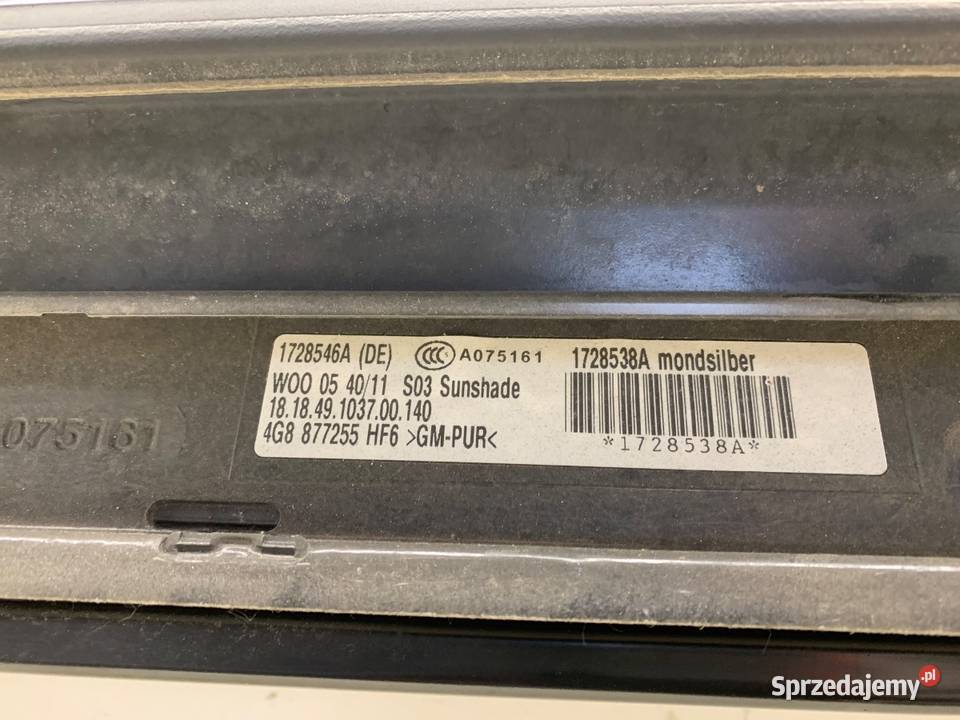 1728546A (DE) CCC A075161 1728538A mondsilber
WOO 05 40/11 S03 Sunshade
18.18.49.1037.00.140
4G8 877255 HF6 >GM-PUR<
*1728538A*
075161
Sprzedajemy.pl